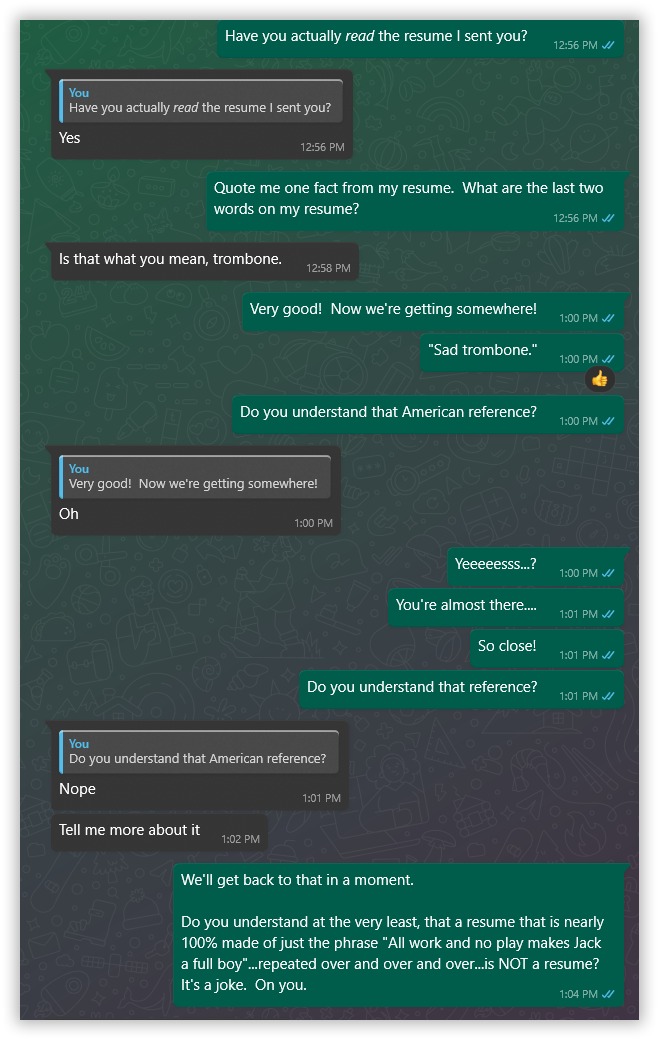 Have you actually read the resume I sent you?
12:56 PM
You
Have you actually read the resume I sent you?
Yes
12:56 PM
Quote me one fact from my resume.  What are the last two
words on my resume?
12:56 PM
Is that what you mean, trombone.
12:58 PM
Very good!  Now we're getting somewhere!
1:00 PM
"Sad trombone."
1:00 PM
👍
Do you understand that American reference?
1:00 PM
You
Very good!  Now we're getting somewhere!
Oh
1:00 PM
Yeeeeesss...?
1:00 PM
You're almost there....
1:01 PM
So close!
1:01 PM
Do you understand that reference?
1:01 PM
You
Do you understand that American reference?
Nope
1:01 PM
Tell me more about it
1:02 PM
We'll get back to that in a moment.
Do you understand at the very least, that a resume that is nearly
100% made of just the phrase "All work and no play makes Jack
a full boy"...repeated over and over and over...is NOT a resume?
It's a joke.  On you.
1:04 PM